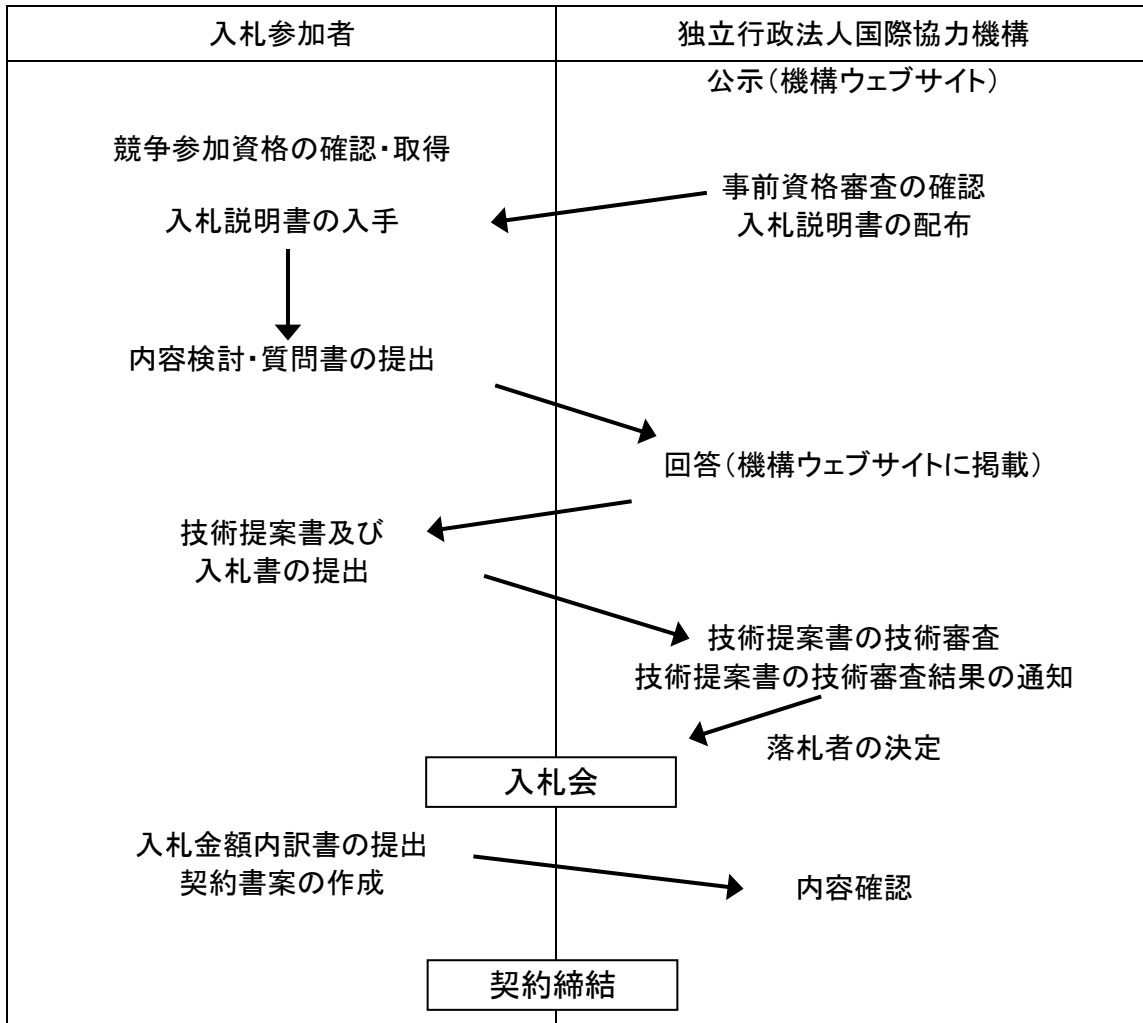 入札参加者
独立行政法人国際協力機構
公示（機構ウェブサイト）
競争参加資格の確認・取得
事前資格審査の確認
入札説明書の入手
入札説明書の配布
内容検討・質問書の提出
回答（機構ウェブサイトに掲載）
技術提案書及び
入札書の提出
技術提案書の技術審査
技術提案書の技術審査結果の通知
落札者の決定
入札会
入札金額内訳書の提出
契約書案の作成
内容確認
契約締結